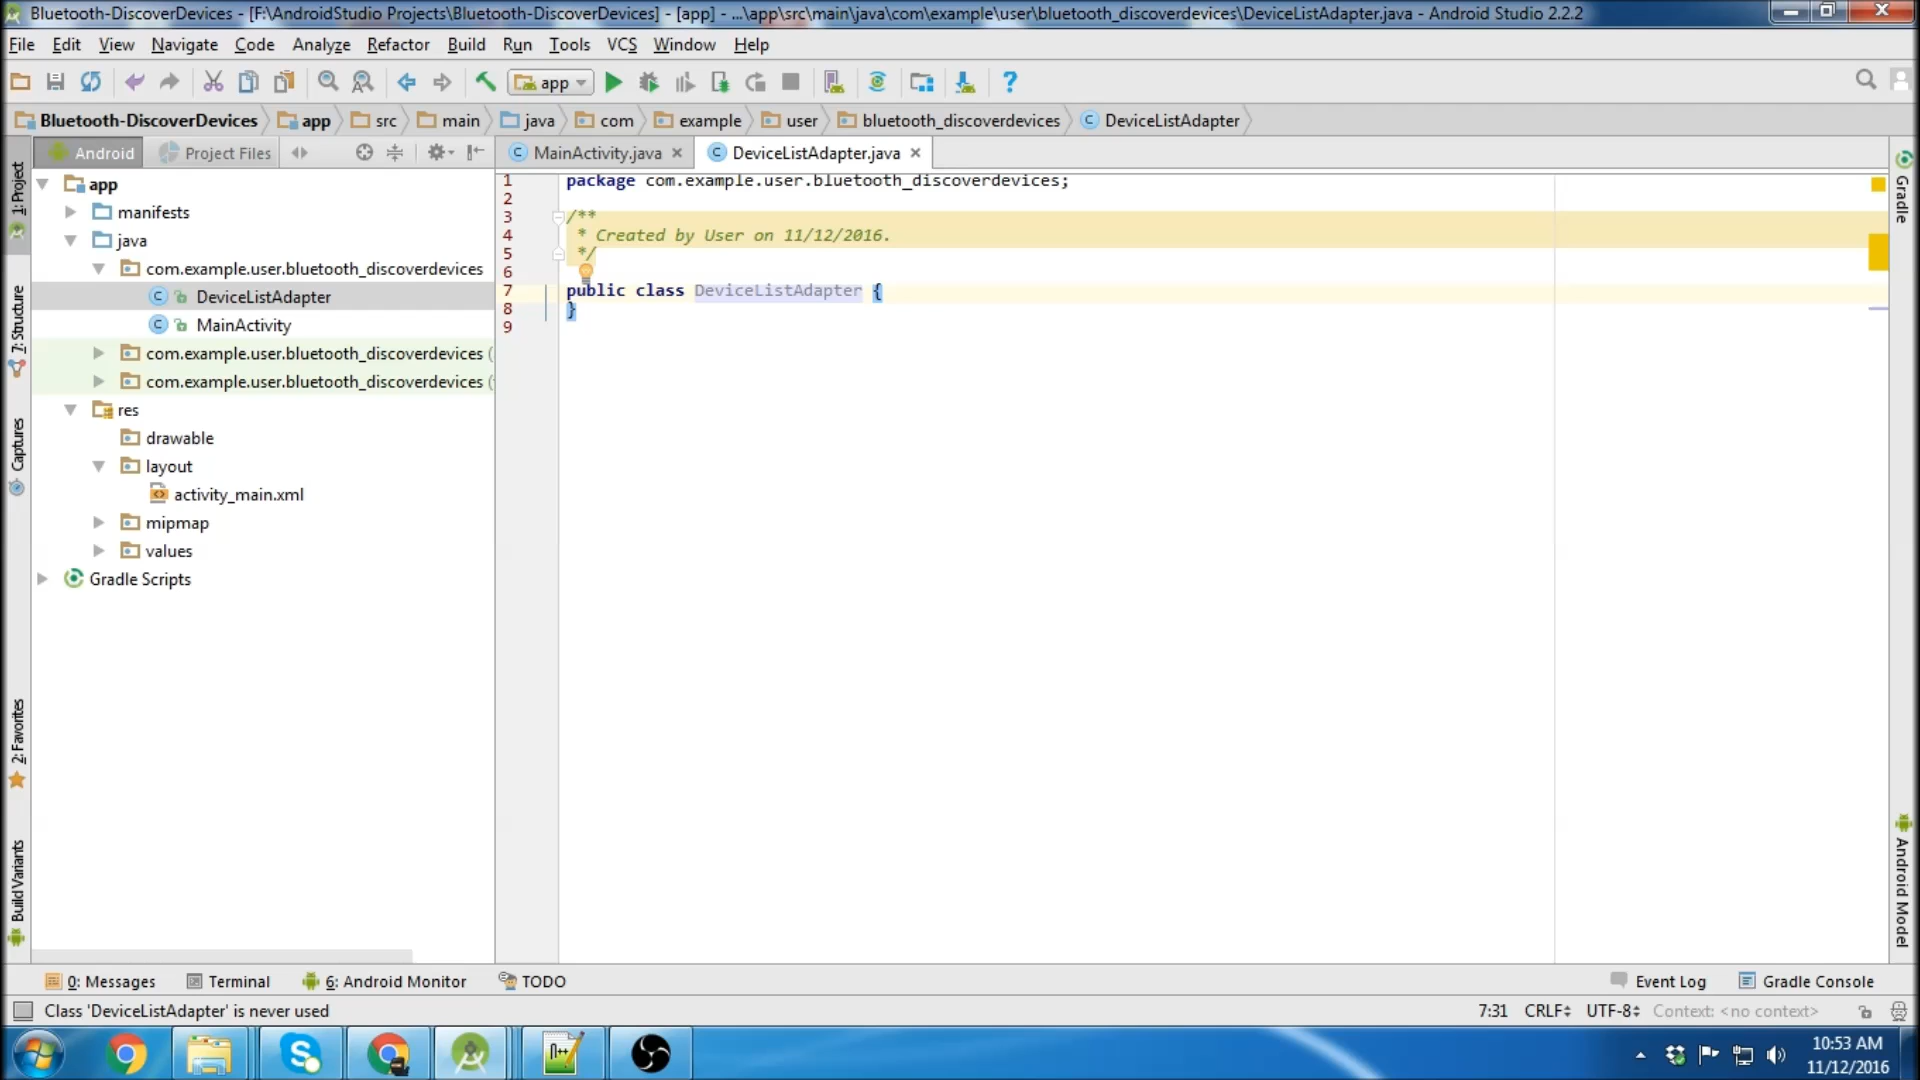 Bluetooth-DiscoverDevices - [F:\AndroidStudio Projects\Bluetooth-DiscoverDevices] - [app] - ...\app\src\main\java\com\example\user\bluetooth_discoverdevices\DeviceListAdapter.java - Android Studio 2.2.2
File Edit View Navigate Code Analyze Refactor Build Run Tools VCS Window Help
app
Bluetooth-DiscoverDevices app src main java com example user bluetooth_discoverdevices DeviceListAdapter
Android Project Files
MainActivity.java DeviceListAdapter.java
1: Project
7: Structure
Captures
2: Favorites
Build Variants
app
manifests
java
com.example.user.bluetooth_discoverdevices
DeviceListAdapter
MainActivity
com.example.user.bluetooth_discoverdevices (
com.example.user.bluetooth_discoverdevices (
res
drawable
layout
activity_main.xml
mipmap
values
Gradle Scripts
1 package com.example.user.bluetooth_discoverdevices;
2
3 /**
4 * Created by User on 11/12/2016.
5 */
6
7 public class DeviceListAdapter {
8 }
9
Gradle
Android Model
0: Messages Terminal 6: Android Monitor TODO Event Log Gradle Console
Class 'DeviceListAdapter' is never used 7:31 CRLF UTF-8 Context: <no context>
10:53 AM
11/12/2016